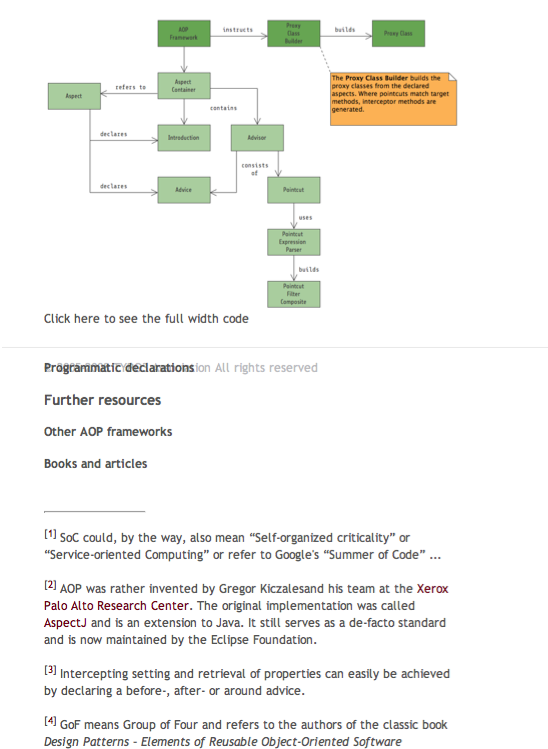 AOP
Framework
instructs
Proxy
Class
Builder
builds
Proxy Class
Aspect
refers to
Aspect
Container
contains
The Proxy Class Builder builds the
proxy classes from the declared
aspects. Where pointcuts match target
methods, interceptor methods are
generated.
declares
Introduction
Advisor
declares
Advice
consists
of
Pointcut
uses
Pointcut
Expression
Parser
builds
Pointcut
Filter
Composite
Click here to see the full width code
Programmatic declarations
All rights reserved
Further resources
Other AOP frameworks
Books and articles
[1] SoC could, by the way, also mean “Self-organized criticality” or
“Service-oriented Computing” or refer to Google's “Summer of Code” ...
[2] AOP was rather invented by Gregor Kiczalesand his team at the Xerox
Palo Alto Research Center. The original implementation was called
AspectJ and is an extension to Java. It still serves as a de-facto standard
and is now maintained by the Eclipse Foundation.
[3] Intercepting setting and retrieval of properties can easily be achieved
by declaring a before-, after- or around advice.
[4] GoF means Group of Four and refers to the authors of the classic book
Design Patterns - Elements of Reusable Object-Oriented Software